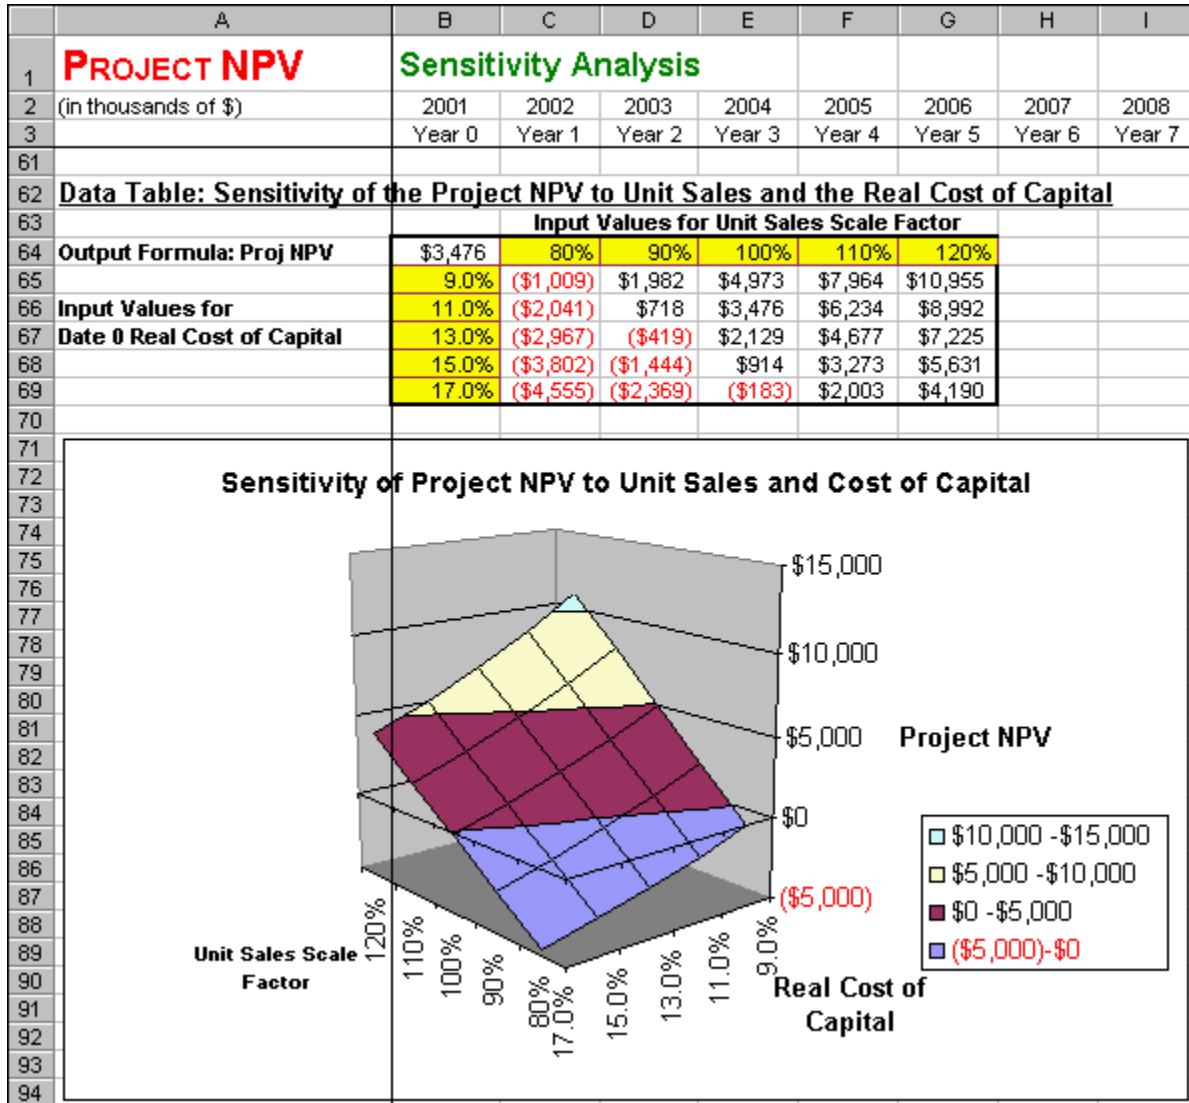 A B C D E F G H I
1 PROJECT NPV Sensitivity Analysis
2 (in thousands of $) 2001 2002 2003 2004 2005 2006 2007 2008
3 Year 0 Year 1 Year 2 Year 3 Year 4 Year 5 Year 6 Year 7
61
62 Data Table: Sensitivity of the Project NPV to Unit Sales and the Real Cost of Capital
63 Input Values for Unit Sales Scale Factor
64 Output Formula: Proj NPV $3,476 80% 90% 100% 110% 120%
65 9.0% ($1,009) $1,982 $4,973 $7,964 $10,955
66 Input Values for 11.0% ($2,041) $718 $3,476 $6,234 $8,992
67 Date 0 Real Cost of Capital 13.0% ($2,967) ($419) $2,129 $4,677 $7,225
68 15.0% ($3,802) ($1,444) $914 $3,273 $5,631
69 17.0% ($4,555) ($2,369) ($183) $2,003 $4,190
70
71
72 Sensitivity of Project NPV to Unit Sales and Cost of Capital
73
74
75 $15,000
76
77
78 $10,000
79
80
81 $5,000 Project NPV
82
83
84 $0
85 $10,000 -$15,000
86 $5,000 -$10,000
87 ($5,000) $0 -$5,000
88 ($5,000)-$0
89 Unit Sales Scale
90 Factor
120% 110% 100% 90% 80%
17.0% 15.0% 13.0% 11.0% 9.0%
Real Cost of
91 Capital
92
93
94